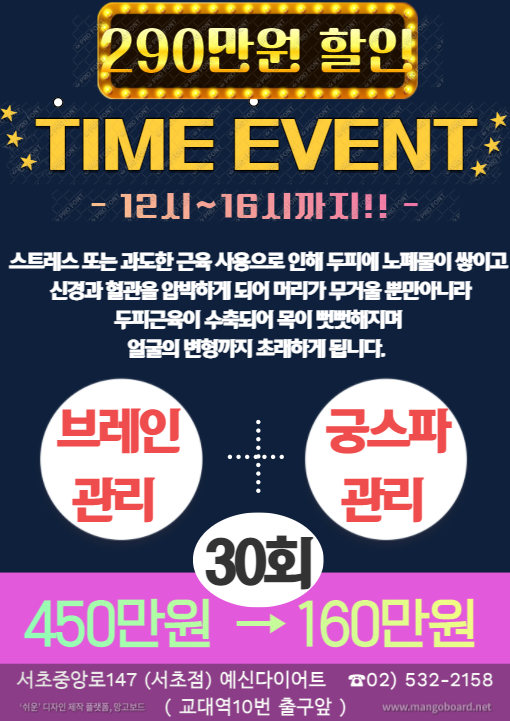 290만원 할인
TIME EVENT
- 12시~16시까지!! -
스트레스 또는 과도한 근육 사용으로 인해 두피에 노폐물이 쌓이고
신경과 혈관을 압박하게 되어 머리가 무거울 뿐만아니라
두피근육이 수축되어 목이 뻣뻣해지며
얼굴의 변형까지 초래하게 됩니다.
브레인
관리
궁스파
관리
30회
450만원 → 160만원
서초중앙로147 (서초점) 예신다이어트 ☎02) 532-2158
( 교대역10번 출구앞 )
'쉬운' 디자인 제작 플랫폼, 망고보드
www.mangoboard.net